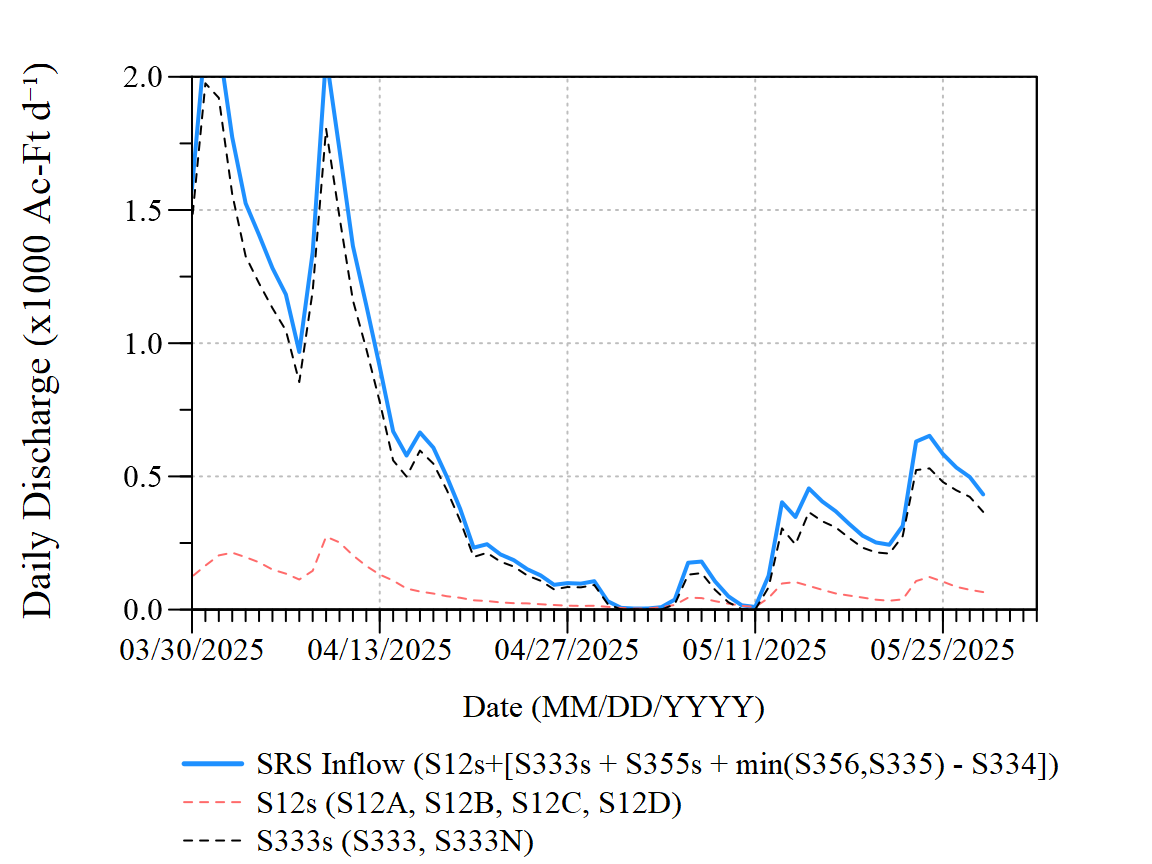 Daily Discharge (x1000 Ac-Ft d⁻¹)
2.0
1.5
1.0
0.5
0.0
03/30/2025 04/13/2025 04/27/2025 05/11/2025 05/25/2025
Date (MM/DD/YYYY)
SRS Inflow (S12s+[S333s + S355s + min(S356,S335) - S334])
S12s (S12A, S12B, S12C, S12D)
S333s (S333, S333N)